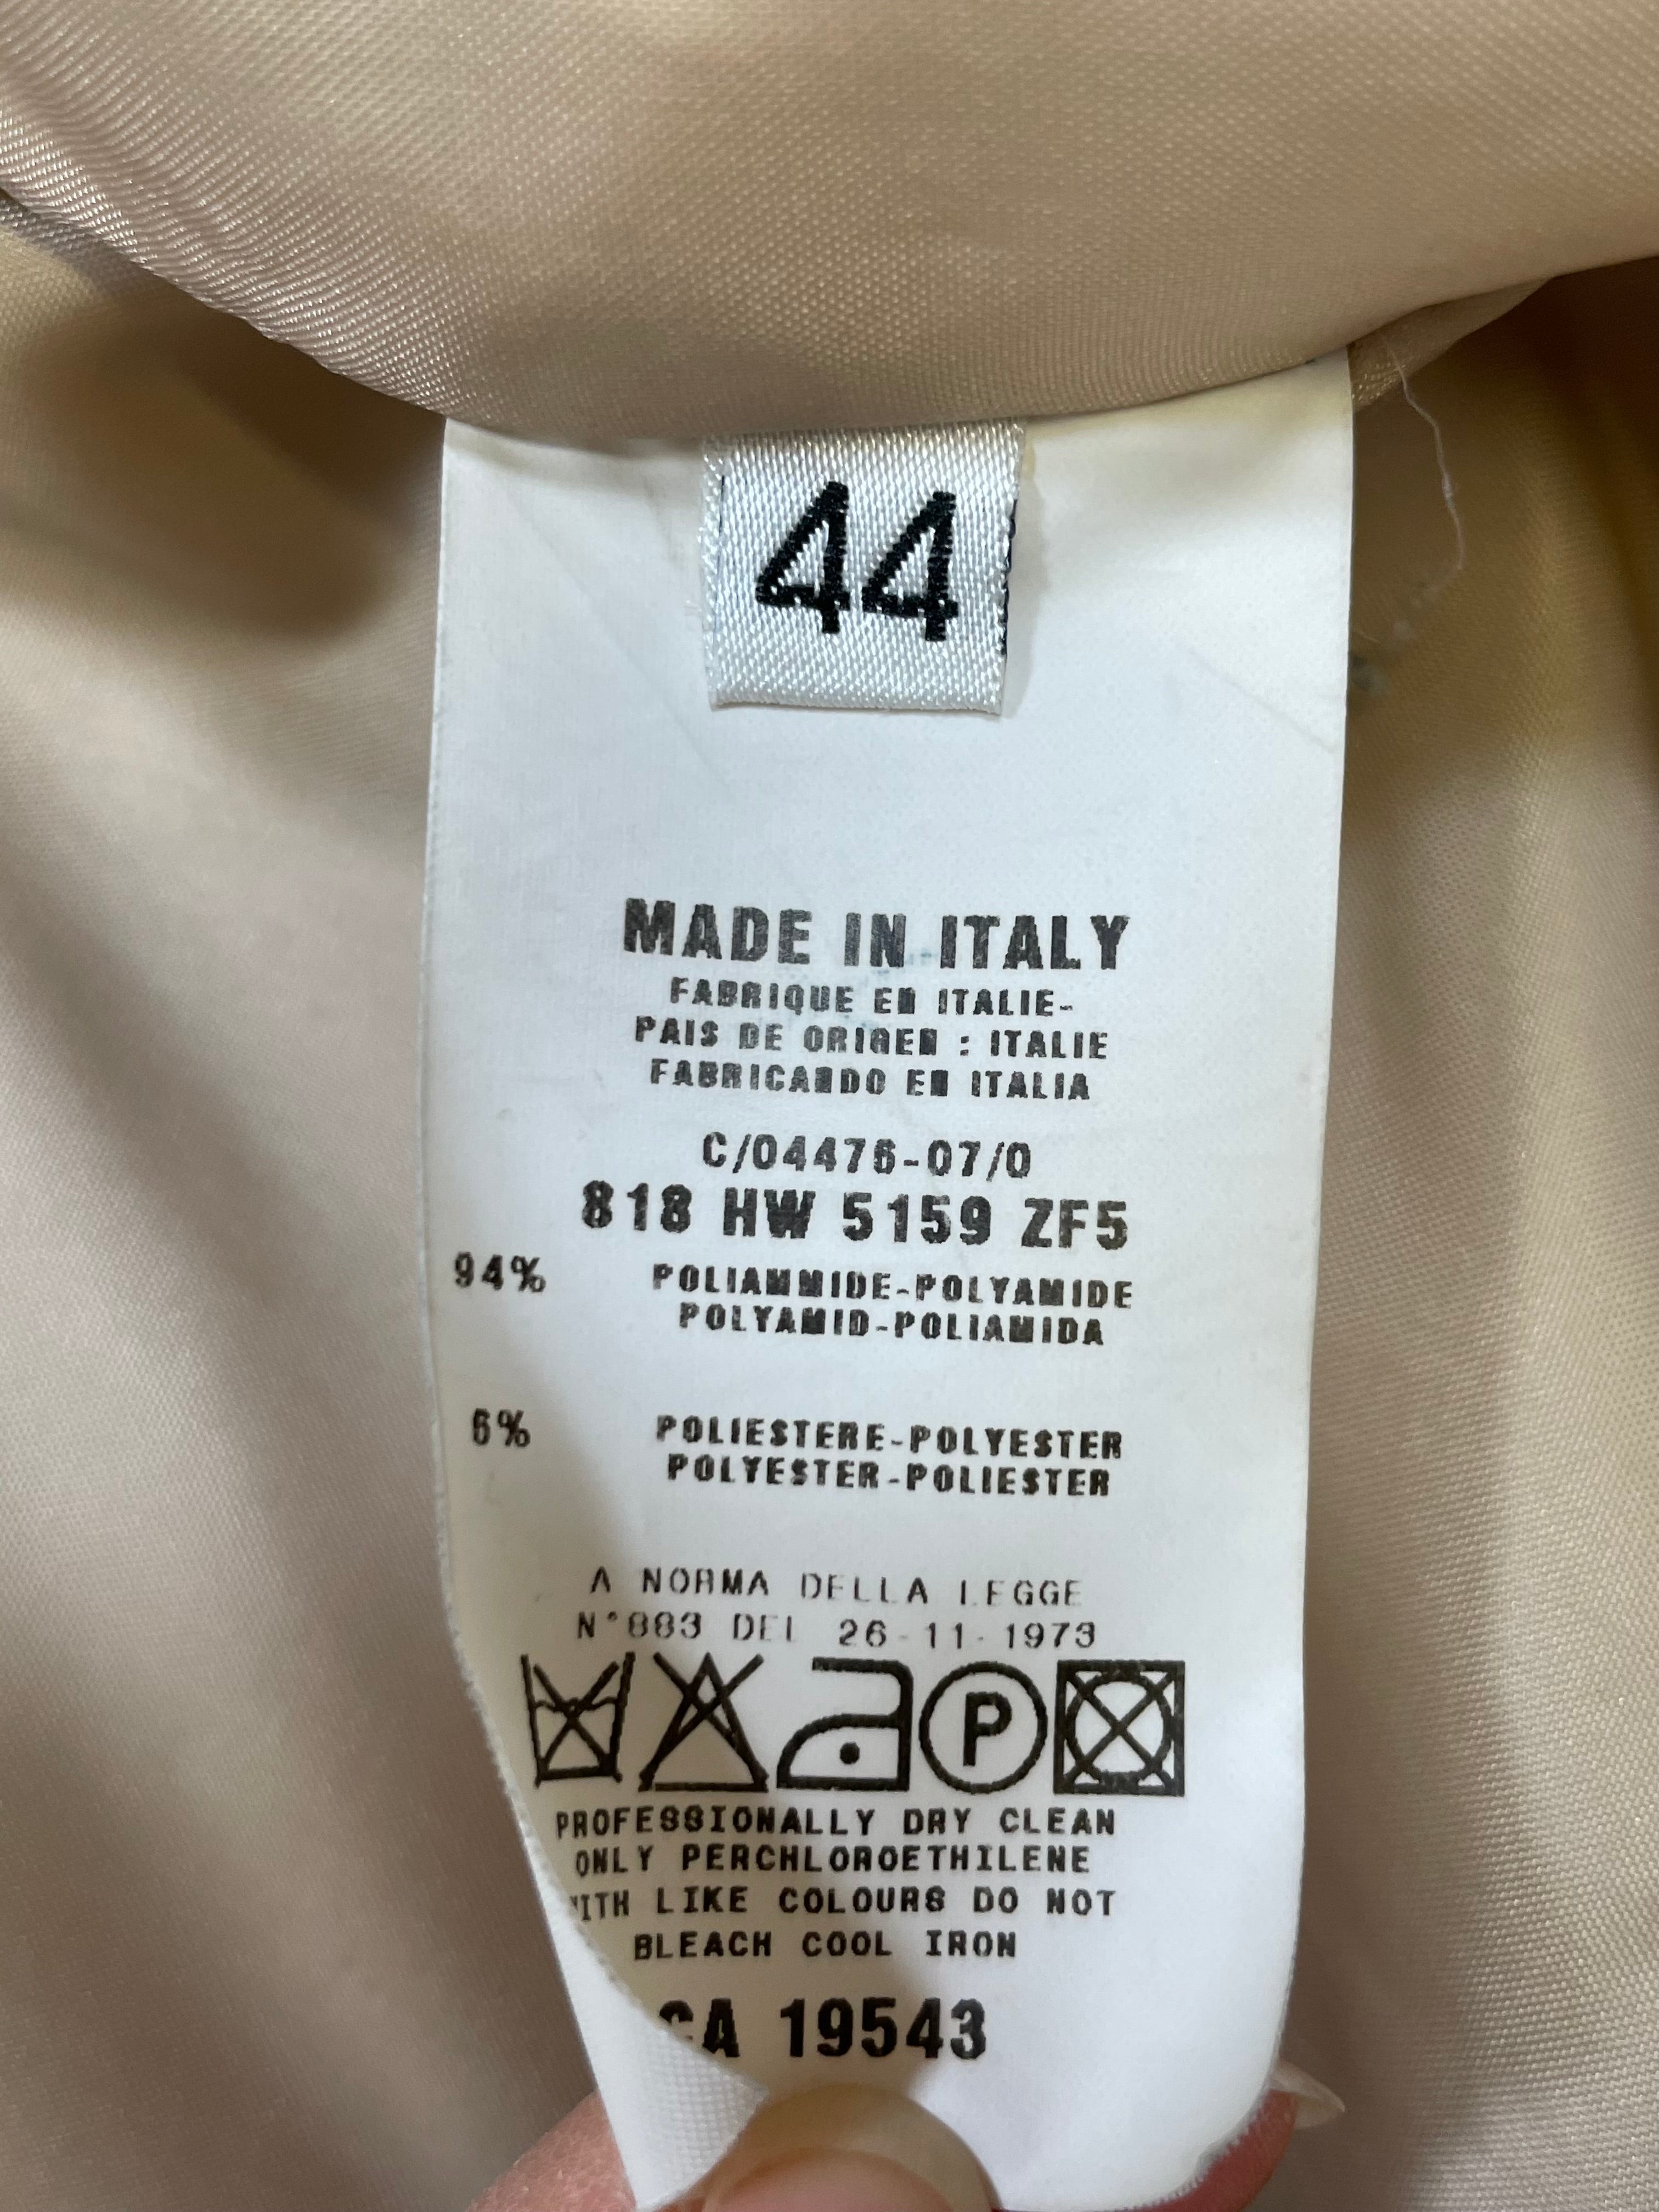 44
MADE IN ITALY
FABRIQUE EN ITALIE-
PAIS DE ORIGEN : ITALIE
FABRICANDO EN ITALIA
C/04476-07/0
818 HW 5159 ZF5
94% POLIAMMIDE-POLYAMIDE
POLYAMID-POLIAMIDA
6% POLIESTERE-POLYESTER
POLYESTER-POLIESTER
A NORMA DELLA LEGGE
N°883 DEL 26-11-1973
P
PROFESSIONALLY DRY CLEAN
ONLY PERCHLOROETHILENE
WITH LIKE COLOURS DO NOT
BLEACH COOL IRON
CA 19543